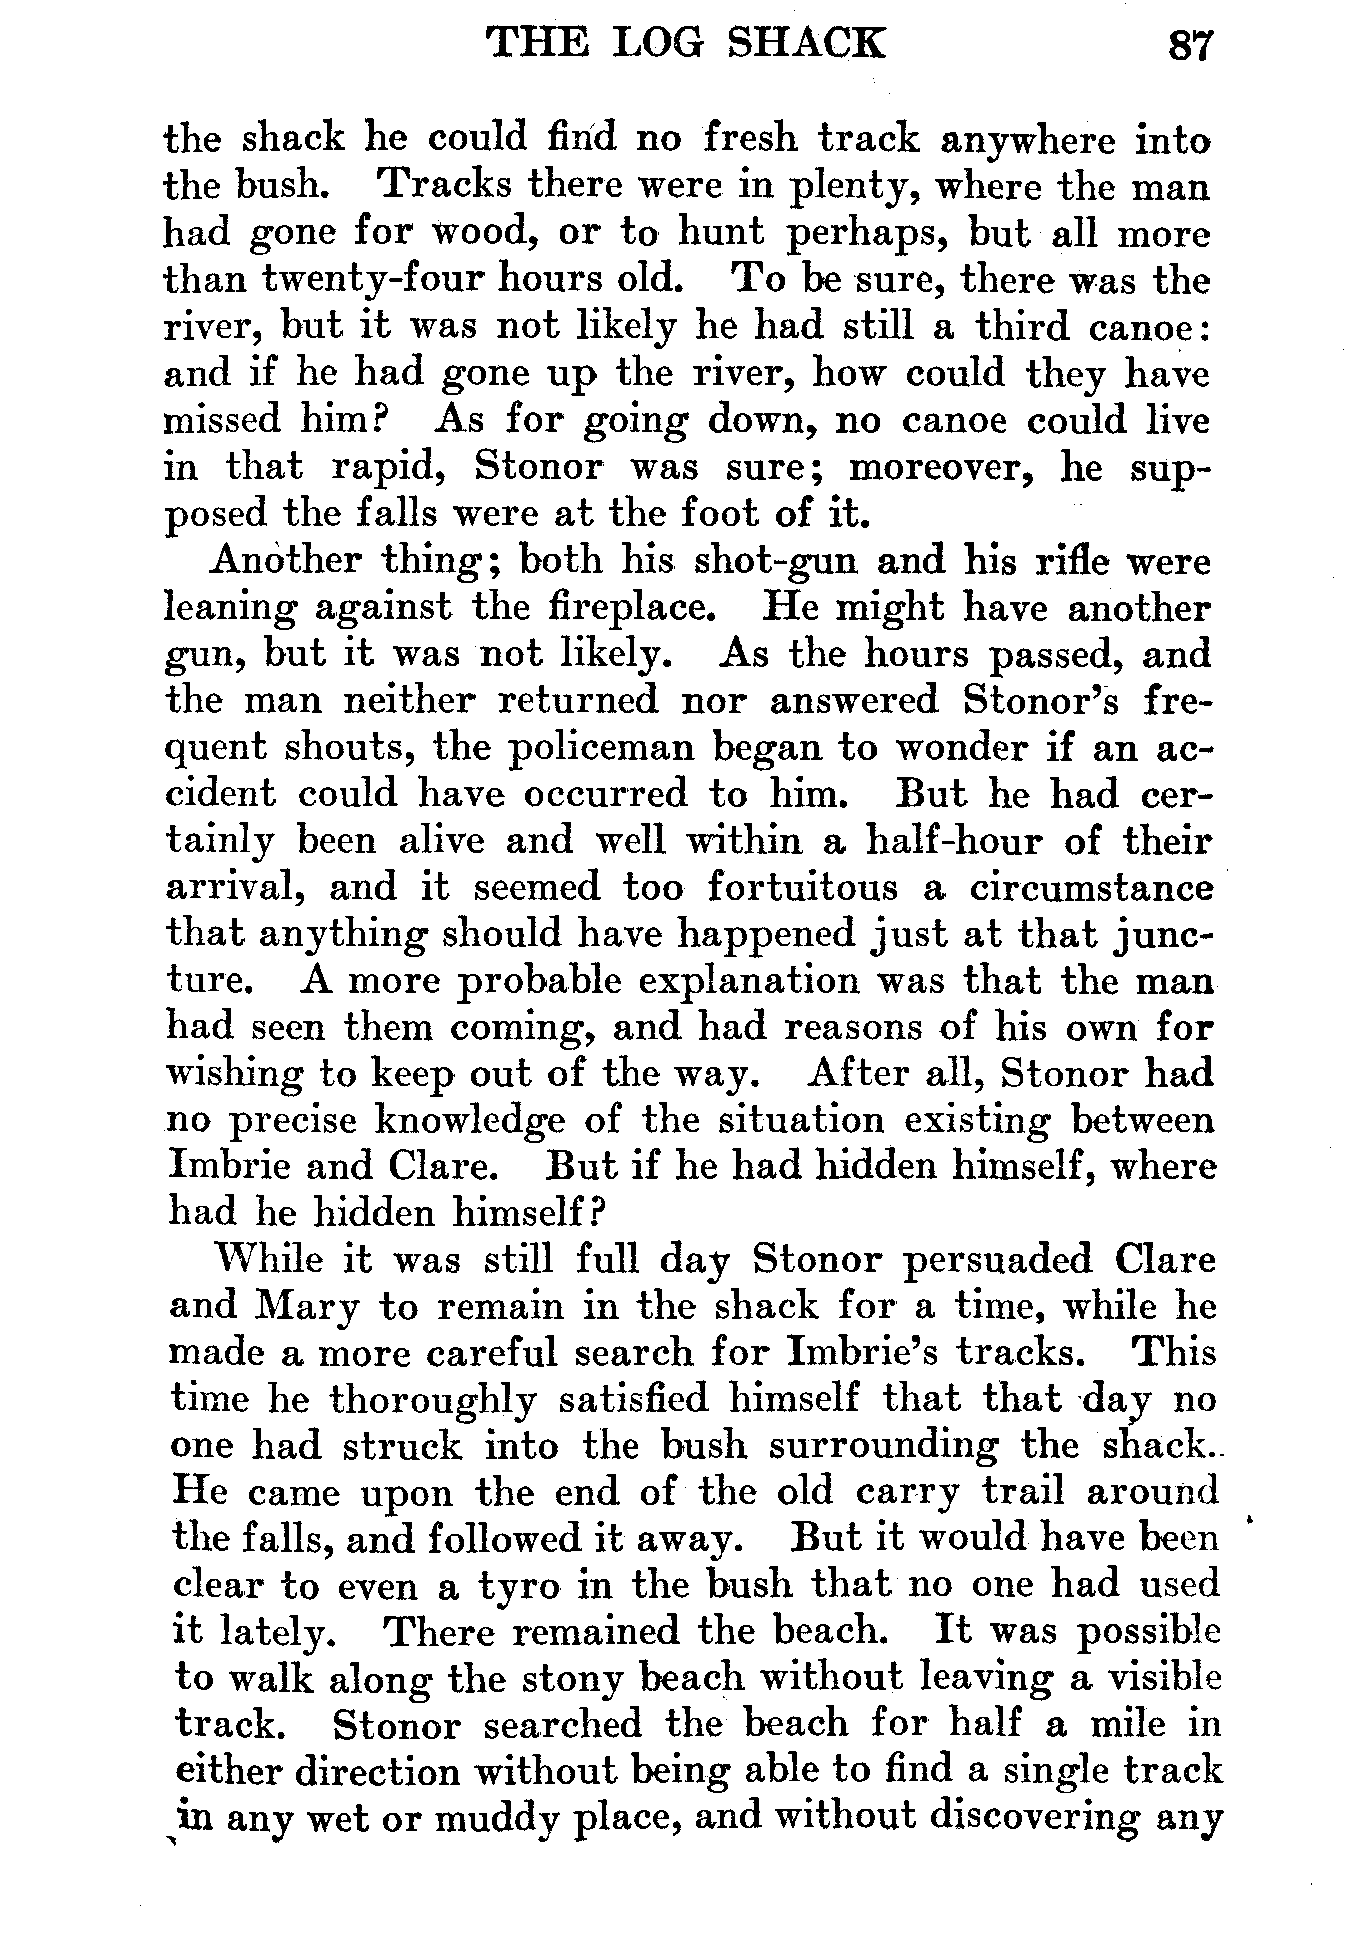 THE LOG SHACK 87
the shack he could find no fresh track anywhere into
the bush. Tracks there were in plenty, where the man
had gone for wood, or to hunt perhaps, but all more
than twenty-four hours old. To be sure, there was the
river, but it was not likely he had still a third canoe:
and if he had gone up the river, how could they have
missed him? As for going down, no canoe could live
in that rapid, Stonor was sure; moreover, he sup-
posed the falls were at the foot of it.
Another thing; both his shot-gun and his rifle were
leaning against the fireplace. He might have another
gun, but it was not likely. As the hours passed, and
the man neither returned nor answered Stonor's fre-
quent shouts, the policeman began to wonder if an ac-
cident could have occurred to him. But he had cer-
tainly been alive and well within a half-hour of their
arrival, and it seemed too fortuitous a circumstance
that anything should have happened just at that junc-
ture. A more probable explanation was that the man
had seen them coming, and had reasons of his own for
wishing to keep out of the way. After all, Stonor had
no precise knowledge of the situation existing between
Imbrie and Clare. But if he had hidden himself, where
had he hidden himself?
While it was still full day Stonor persuaded Clare
and Mary to remain in the shack for a time, while he
made a more careful search for Imbrie's tracks. This
time he thoroughly satisfied himself that that day no
one had struck into the bush surrounding the shack.
He came upon the end of the old carry trail around
the falls, and followed it away. But it would have been
clear to even a tyro in the bush that no one had used
it lately. There remained the beach. It was possible
to walk along the stony beach without leaving a visible
track. Stonor searched the beach for half a mile in
either direction without being able to find a single track
in any wet or muddy place, and without discovering any